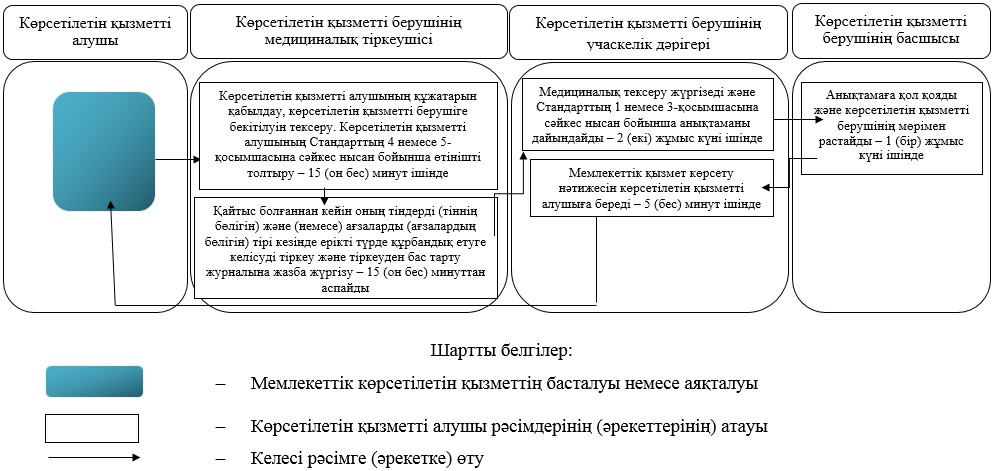 Көрсетілетін қызметті
алушы
Көрсетілетін қызметті берушінің
медициналық тіркеушісі
Көрсетілетін қызметті берушінің
учаскелік дәрігері
Көрсетілетін қызметті
берушінің басшысы
Көрсетілетін қызметті алушының құжатарын
қабылдау, көрсетілетін қызметті берушіге
бекітілуін тексеру. Көрсетілетін қызметті
алушының Стандарттың 4 немесе 5-
қосымшасына сәйкес нысан бойынша өтінішті
толтыру – 15 (он бес) минут ішінде
Қайтыс болғаннан кейін оның тіндерді (тіннің
бөлігін) және (немесе) ағзаларды (ағзалардың
бөлігін) тірі кезінде ерікті түрде құрбандық етуге
келісуді тіркеу және тіркеуден бас тарту
журналына жазба жүргізу – 15 (он бес) минуттан
аспайды
Медициналық тексеру жүргізеді және
Стандарттың 1 немесе 3-қосымшасына
сәйкес нысан бойынша анықтаманы
дайындайды – 2 (екі) жұмыс күні ішінде
Мемлекеттік қызмет көрсету
нәтижесін көрсетілетін қызметті
алушыға береді – 5 (бес) минут ішінде
Анықтамаға қол қояды
және көрсетілетін қызметті
берушінің мөрімен
растайды – 1 (бір) жұмыс
күні ішінде
Шартты белгілер:
– Мемлекеттік көрсетілетін қызметтің басталуы немесе аяқталуы
– Көрсетілетін қызметті алушы рәсімдерінің (әрекеттерінің) атауы
– Келесі рәсімге (әрекетке) өту